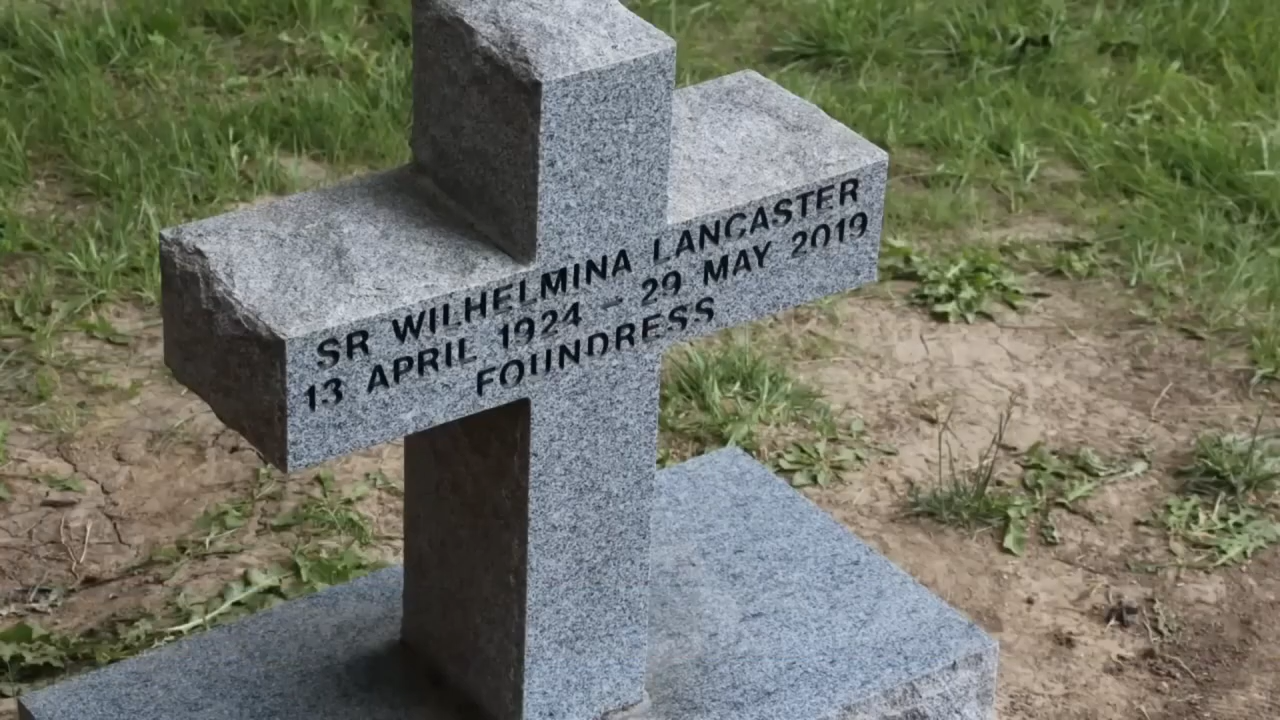 SR WILHELMINA LANCASTER
13 APRIL 1924 – 29 MAY 2019
FOUNDRESS